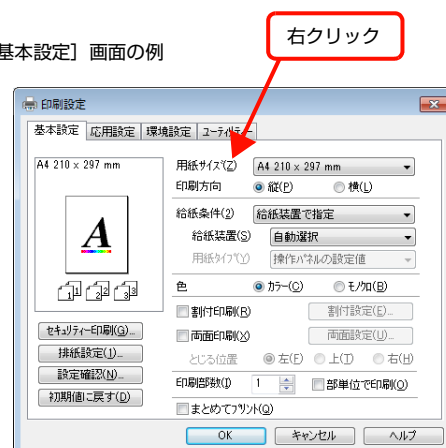 基本設定］画面の例
右クリック
印刷設定
基本設定 応用設定 環境設定 ﾕｰﾃｨﾘﾃｨｰ
A4 210 x 297 mm
用紙ｻｲｽﾞ(Z) A4 210 x 297 mm
印刷方向 縦(P) 横(L)
給紙条件(2) 給紙装置で指定
給紙装置(S) 自動選択
用紙ﾀｲﾌﾟ(Y) 操作ﾊﾟﾈﾙの設定値
A
1 1 2 2 3 3
色 ｶﾗｰ(C) ﾓﾉｸﾛ(B)
割付印刷(R) 割付設定(E)...
ｾｷｭﾘﾃｨｰ印刷(G)...
両面印刷(X) 両面設定(U)...
排紙設定(J)...
とじる位置 左(F) 上(T) 右(H)
設定確認(N)...
印刷部数(I) 1 部単位で印刷(O)
初期値に戻す(D)
まとめてﾌﾟﾘﾝﾄ(Q)
OK キャンセル ヘルプ